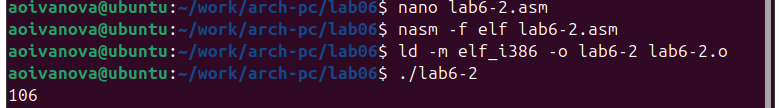 aoivanova@ubuntu:~/work/arch-pc/lab06$ nano lab6-2.asm
aoivanova@ubuntu:~/work/arch-pc/lab06$ nasm -f elf lab6-2.asm
aoivanova@ubuntu:~/work/arch-pc/lab06$ ld -m elf_i386 -o lab6-2 lab6-2.o
aoivanova@ubuntu:~/work/arch-pc/lab06$ ./lab6-2
106